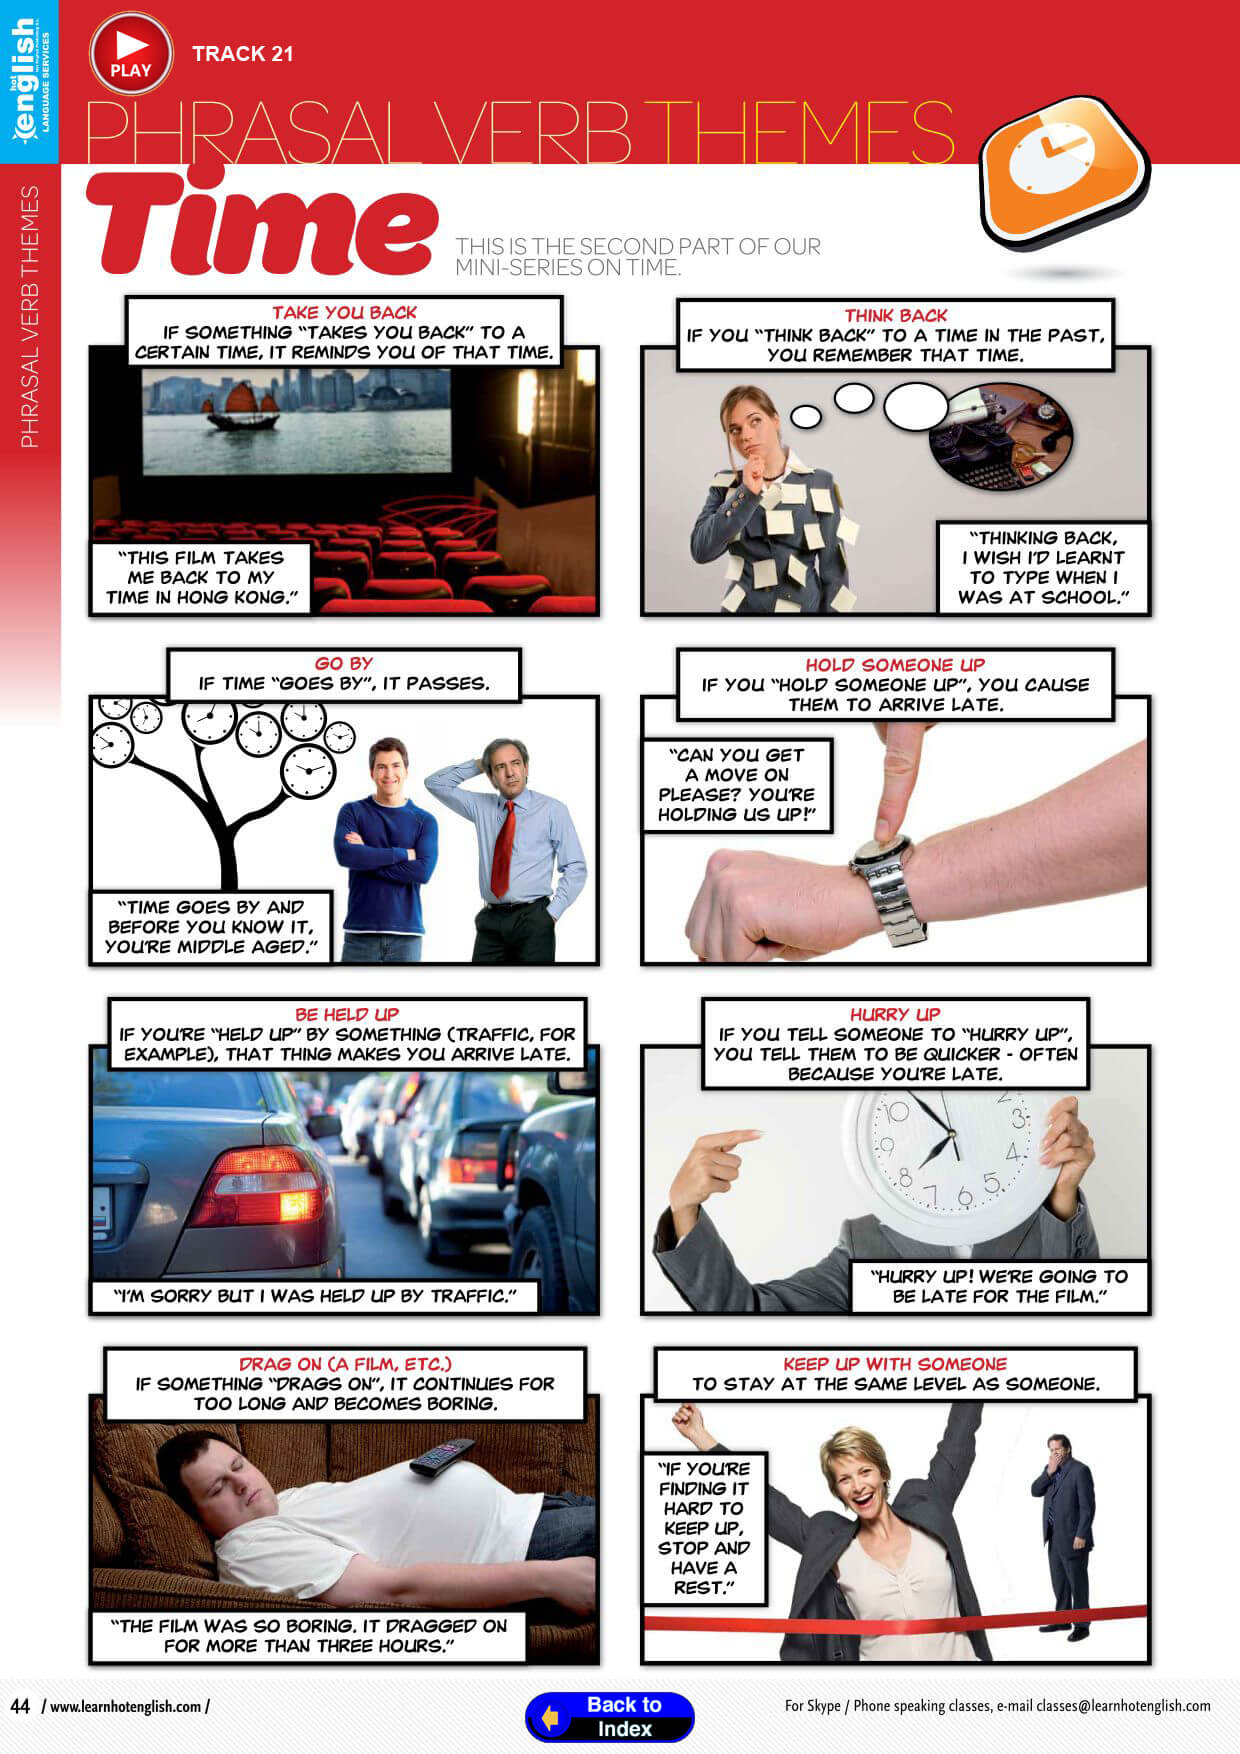 hot
english
LANGUAGE SERVICES
PLAY
TRACK 21
PHRASAL VERB THEMES
PHRASAL VERB THEMES
Time
THIS IS THE SECOND PART OF OUR
MINI-SERIES ON TIME.
TAKE YOU BACK
IF SOMETHING “TAKES YOU BACK” TO A
CERTAIN TIME, IT REMINDS YOU OF THAT TIME.
“THIS FILM TAKES
ME BACK TO MY
TIME IN HONG KONG.”
THINK BACK
IF YOU “THINK BACK” TO A TIME IN THE PAST,
YOU REMEMBER THAT TIME.
“THINKING BACK,
I WISH I’D LEARNT
TO TYPE WHEN I
WAS AT SCHOOL.”
GO BY
IF TIME “GOES BY”, IT PASSES.
“TIME GOES BY AND
BEFORE YOU KNOW IT,
YOU’RE MIDDLE AGED.”
HOLD SOMEONE UP
IF YOU “HOLD SOMEONE UP”, YOU CAUSE
THEM TO ARRIVE LATE.
“CAN YOU GET
A MOVE ON
PLEASE? YOU’RE
HOLDING US UP!”
BE HELD UP
IF YOU’RE “HELD UP” BY SOMETHING (TRAFFIC, FOR
EXAMPLE), THAT THING MAKES YOU ARRIVE LATE.
“I’M SORRY BUT I WAS HELD UP BY TRAFFIC.”
HURRY UP
IF YOU TELL SOMEONE TO “HURRY UP”,
YOU TELL THEM TO BE QUICKER - OFTEN
BECAUSE YOU’RE LATE.
10 2
9 3
8 4
7 6 5
“HURRY UP! WE’RE GOING TO
BE LATE FOR THE FILM.”
DRAG ON (A FILM, ETC.)
IF SOMETHING “DRAGS ON”, IT CONTINUES FOR
TOO LONG AND BECOMES BORING.
“THE FILM WAS SO BORING. IT DRAGGED ON
FOR MORE THAN THREE HOURS.”
KEEP UP WITH SOMEONE
TO STAY AT THE SAME LEVEL AS SOMEONE.
“IF YOU’RE
FINDING IT
HARD TO
KEEP UP,
STOP AND
HAVE A
REST.”
44 / www.learnhotenglish.com /
Back to
Index
For Skype / Phone speaking classes, e-mail classes@learnhotenglish.com